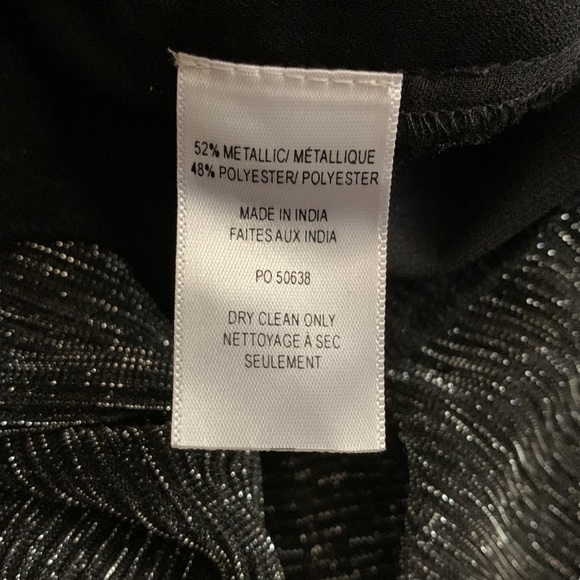 52% METALLIC/ MÉTALLIQUE
48% POLYESTER/ POLYESTER
MADE IN INDIA
FAITES AUX INDIA
PO 50638
DRY CLEAN ONLY
NETTOYAGE À SEC
SEULEMENT